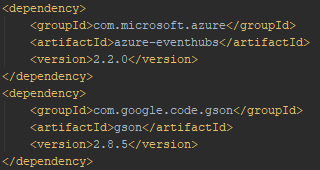 <dependency>
    <groupId>com.microsoft.azure</groupId>
    <artifactId>azure-eventhubs</artifactId>
    <version>2.2.0</version>
</dependency>
<dependency>
    <groupId>com.google.code.gson</groupId>
    <artifactId>gson</artifactId>
    <version>2.8.5</version>
</dependency>